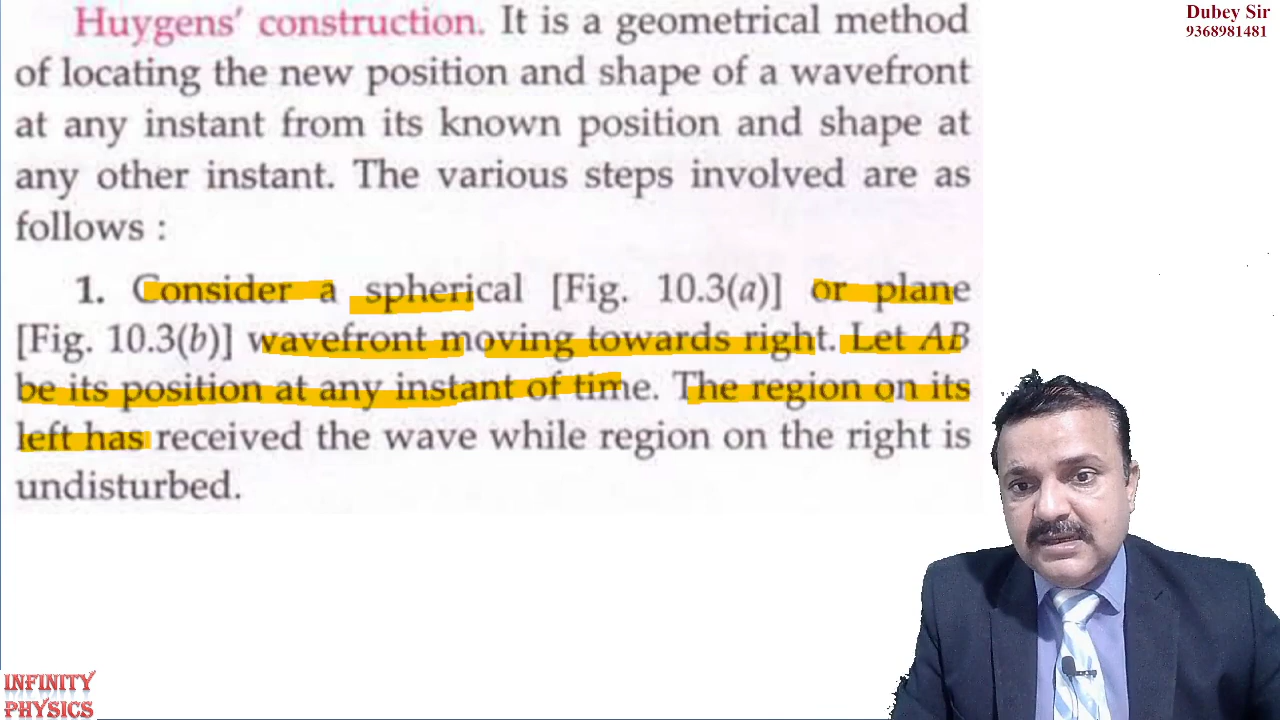 Huygens' construction. It is a geometrical method
of locating the new position and shape of a wavefront
at any instant from its known position and shape at
any other instant. The various steps involved are as
follows :
1. Consider a spherical [Fig. 10.3(a)] or plane
[Fig. 10.3(b)] wavefront moving towards right. Let AB
be its position at any instant of time. The region on its
left has received the wave while region on the right is
undisturbed.
Dubey Sir
9368981481
INFINITY
PHYSICS